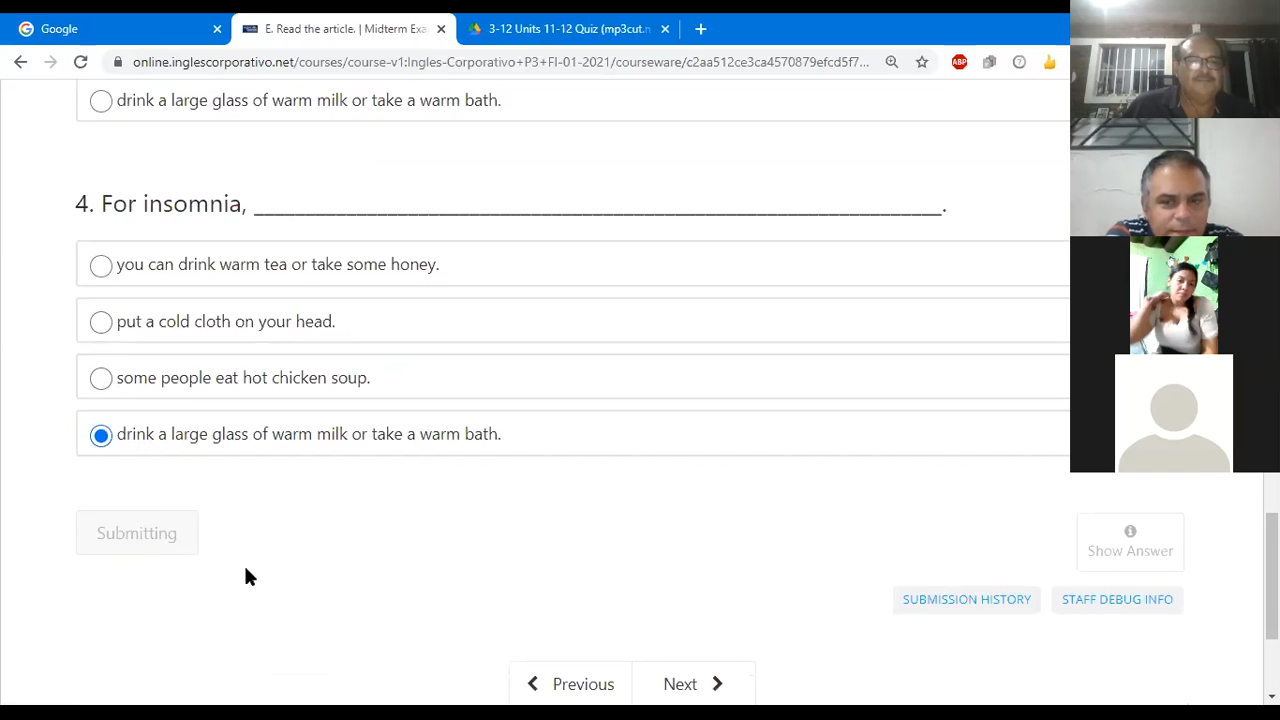 Google
E. Read the article. | Midterm Exa
3-12 Units 11-12 Quiz (mp3cut.n
online.inglescorporativo.net/courses/course-v1:Ingles-Corporativo+P3+FI-01-2021/courseware/c2aa512ce3ca4570879efcd5f7...
ABP
drink a large glass of warm milk or take a warm bath.
4. For insomnia, ______________________________________________________________.
you can drink warm tea or take some honey.
put a cold cloth on your head.
some people eat hot chicken soup.
drink a large glass of warm milk or take a warm bath.
Submitting
Show Answer
SUBMISSION HISTORY
STAFF DEBUG INFO
Previous
Next